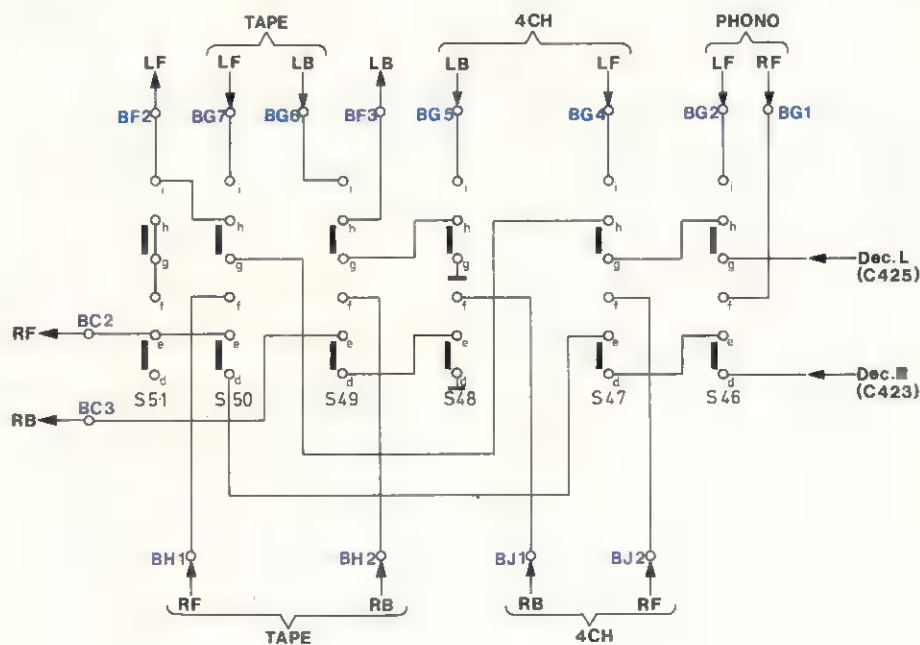 TAPE 4CH PHONO
LF LF LB LB LB LF LF RF
BF2 BG7 BG6 BF3 BG5 BG4 BG2 BG1
i i i i i i
h h h h h
g g g g g g Dec. L
(C425)
f f f f f f
RF BC2 e e e e e e
d d d d d d Dec.
(C423)
S51 S50 S49 S48 S47 S46
RB BC3
BH1 BH2 BJ1 BJ2
RF RB RB RF
TAPE 4CH